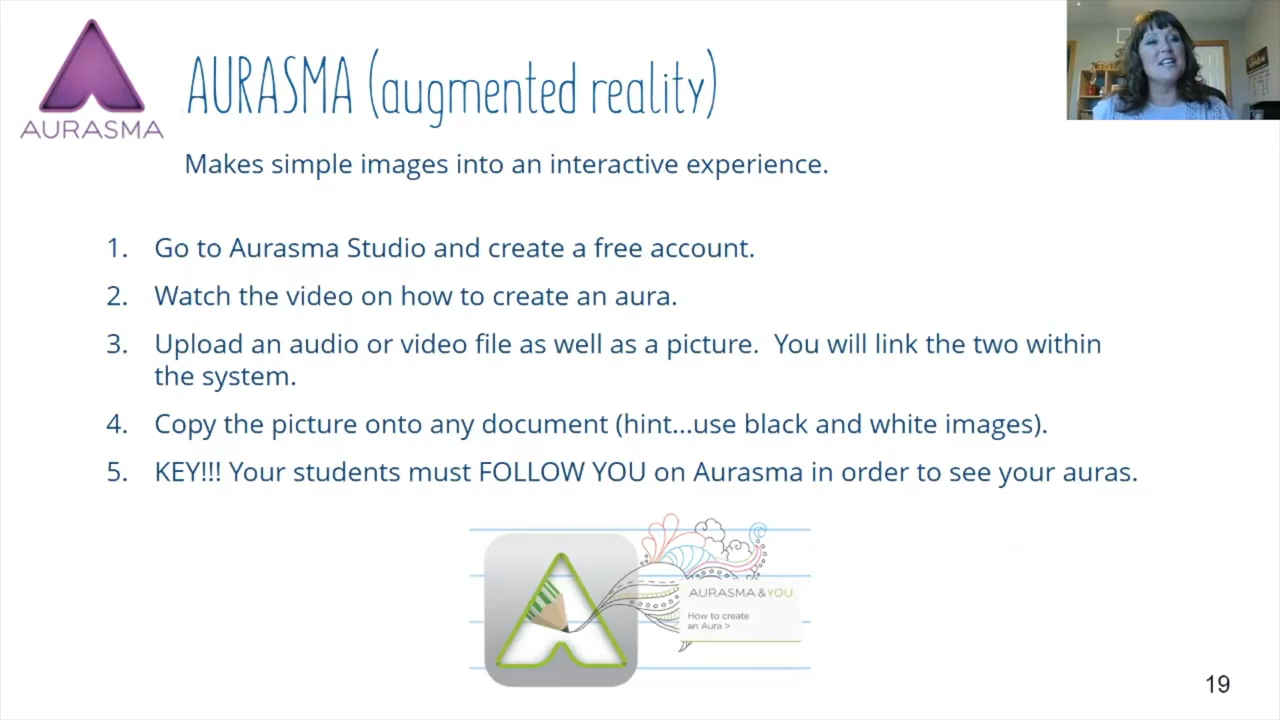 AURASMA (augmented reality)
AURASMA
Makes simple images into an interactive experience.
1. Go to Aurasma Studio and create a free account.
2. Watch the video on how to create an aura.
3. Upload an audio or video file as well as a picture.  You will link the two within
the system.
4. Copy the picture onto any document (hint...use black and white images).
5. KEY!!! Your students must FOLLOW YOU on Aurasma in order to see your auras.
AURASMA & YOU
How to create
an Aura >
19